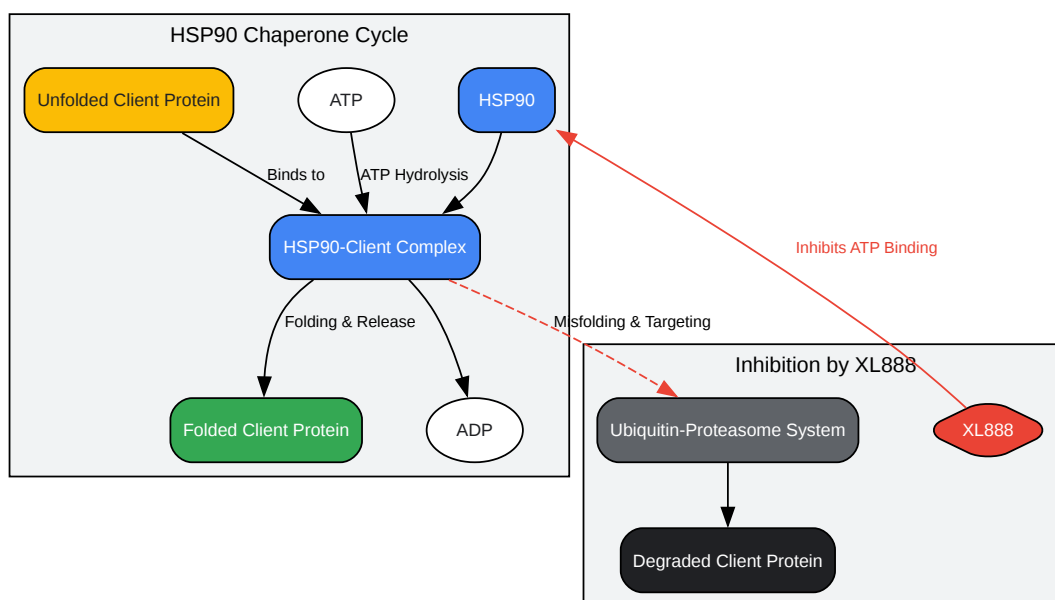 HSP90 Chaperone Cycle
Unfolded Client Protein
ATP
HSP90
Binds to
ATP Hydrolysis
HSP90-Client Complex
Inhibits ATP Binding
Folding & Release
Misfolding & Targeting
Inhibition by XL888
Folded Client Protein
ADP
Ubiquitin-Proteasome System
XL888
Degraded Client Protein